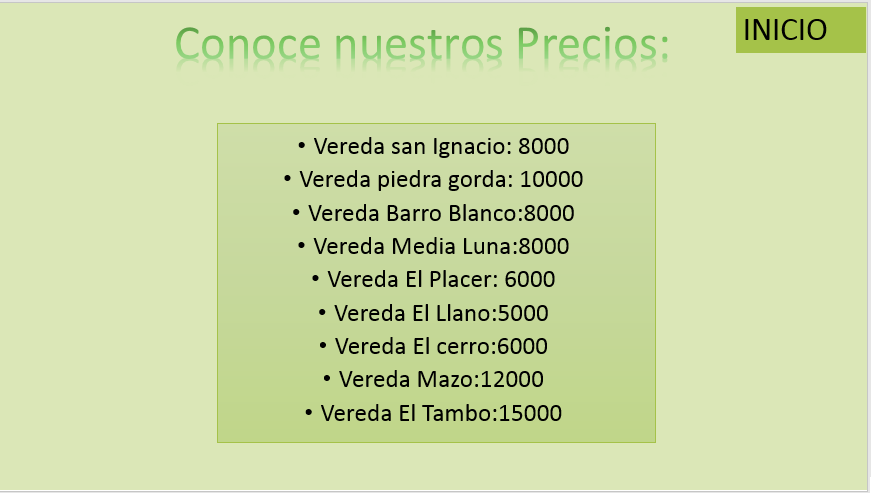 Conoce nuestros Precios:
INICIO
• Vereda san Ignacio: 8000
• Vereda piedra gorda: 10000
• Vereda Barro Blanco:8000
• Vereda Media Luna:8000
• Vereda El Placer: 6000
• Vereda El Llano:5000
• Vereda El cerro:6000
• Vereda Mazo:12000
• Vereda El Tambo:15000